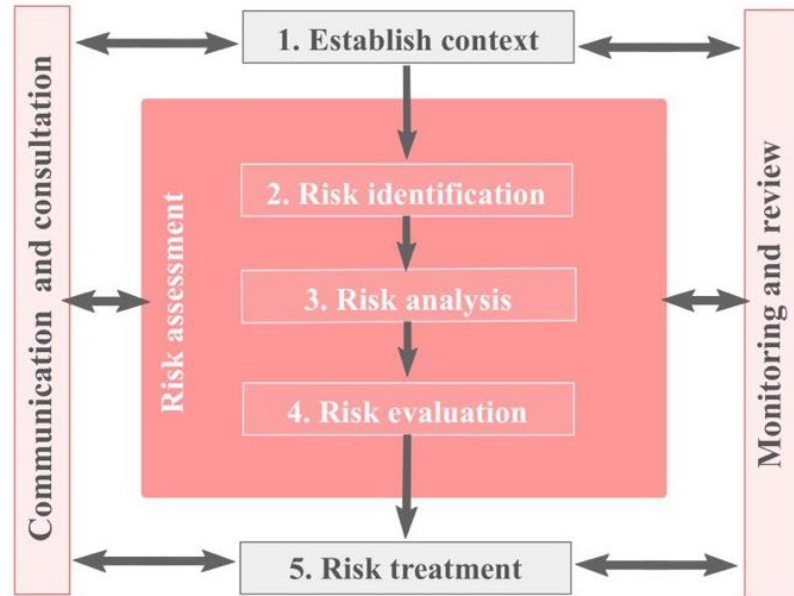 1. Establish context
Communication and consultation
Risk assessment
2. Risk identification
3. Risk analysis
4. Risk evaluation
Monitoring and review
5. Risk treatment